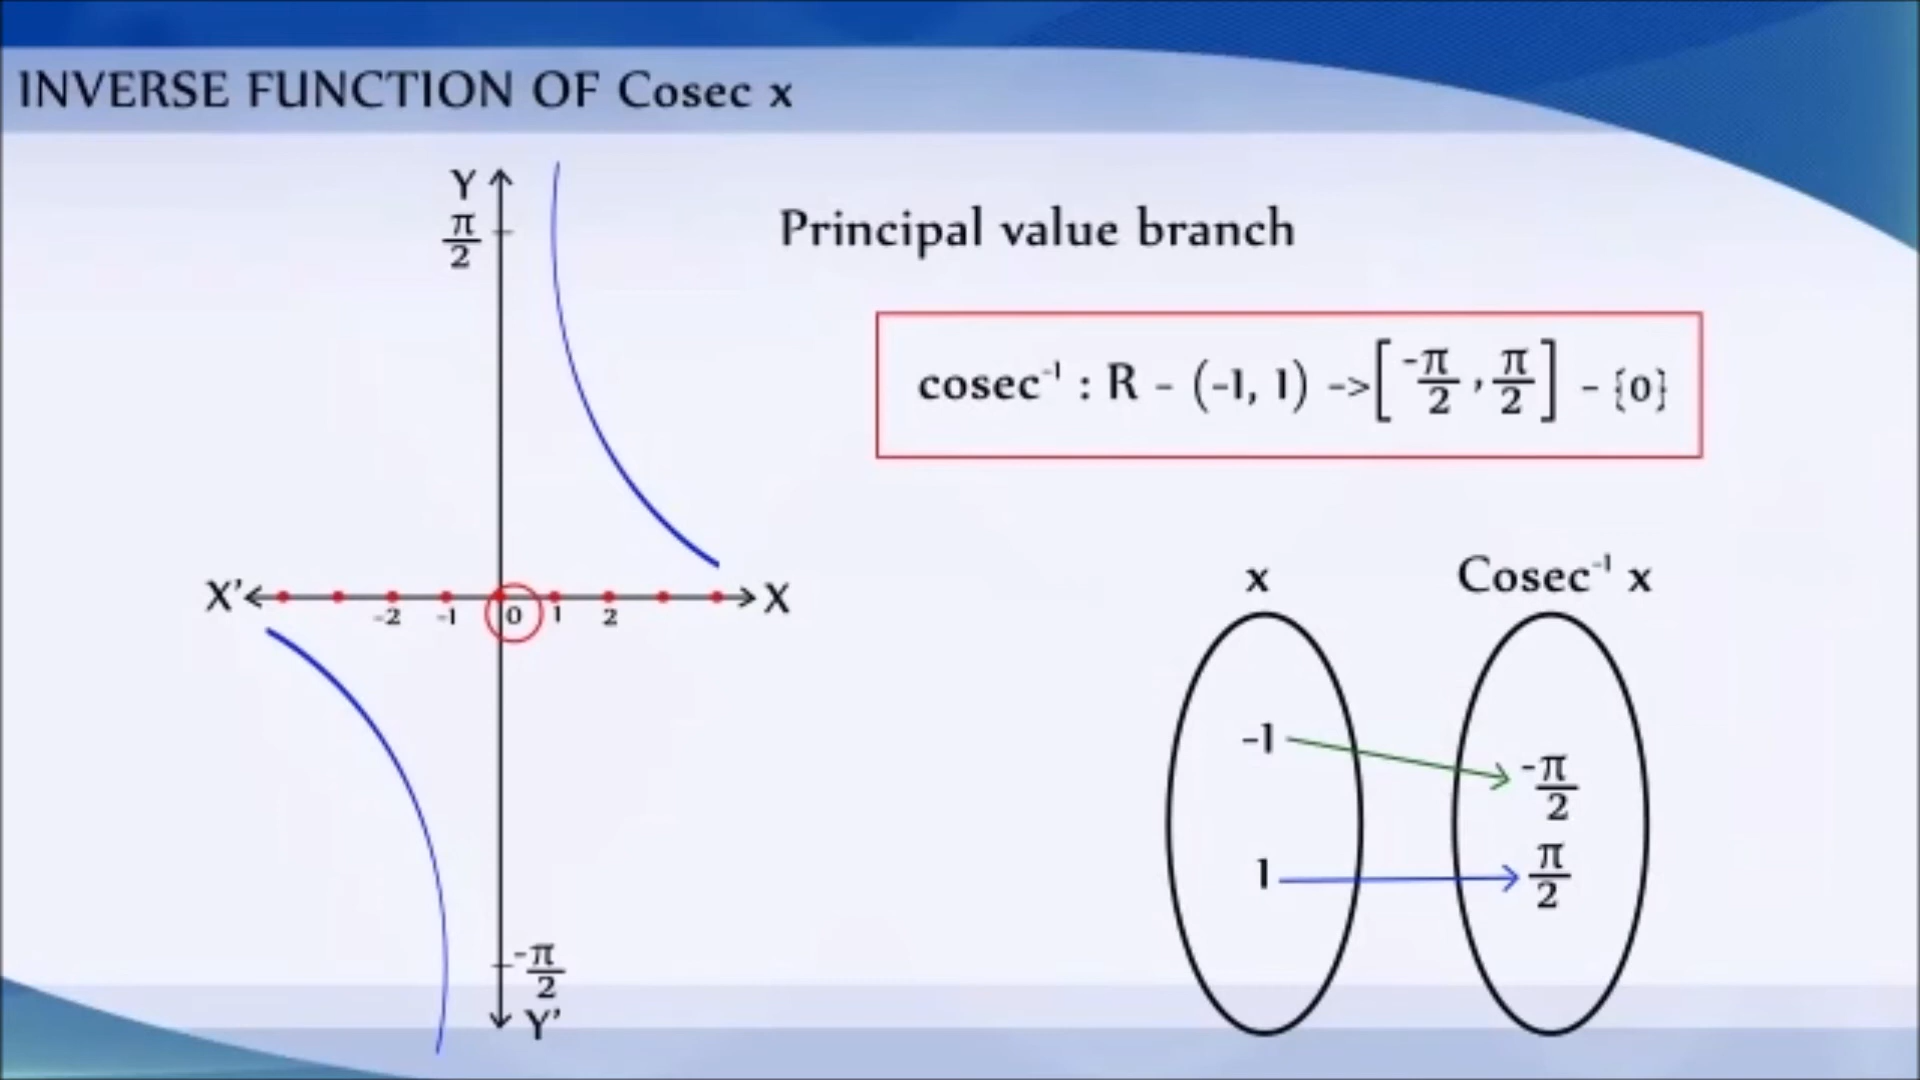 INVERSE FUNCTION OF Cosec x
Y
π/2
Principal value branch
cosec⁻¹ : R - (-1, 1) ->[-π/2, π/2] - {0}
x
Cosec⁻¹ x
X' -2 -1 0 1 2 X
-1
-π/2
1
π/2
-π/2
Y'